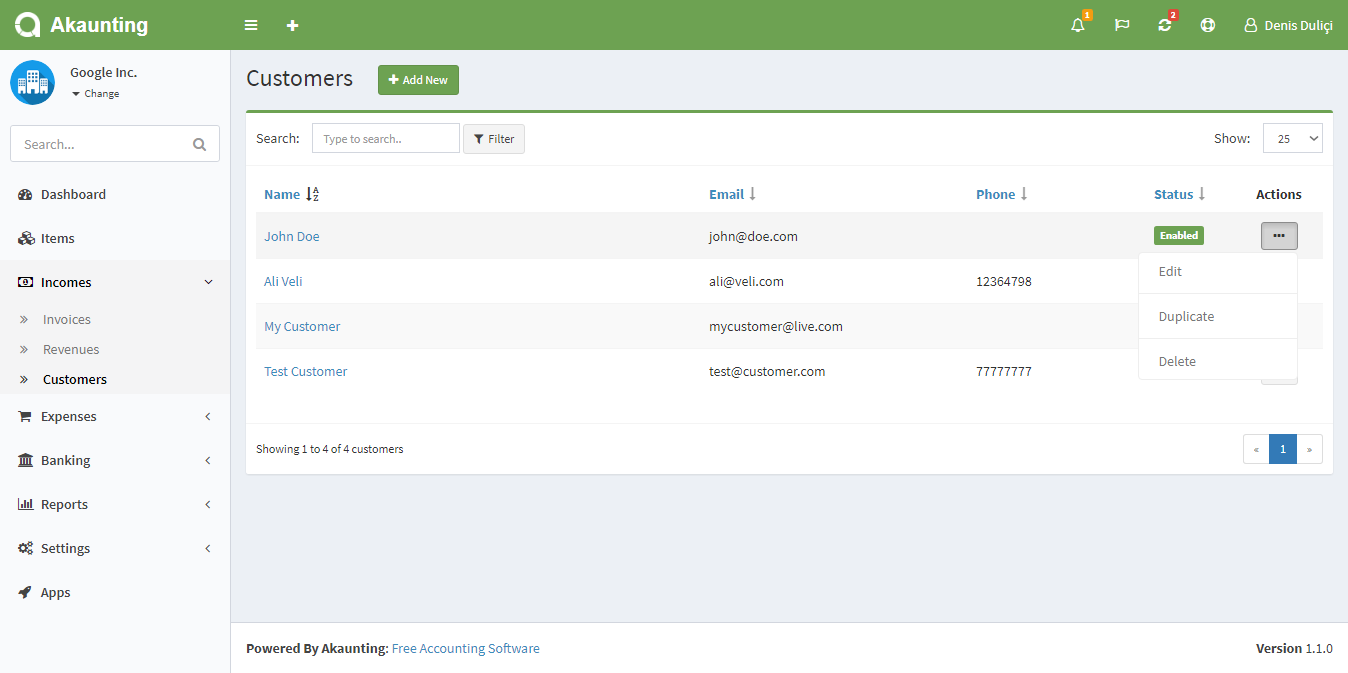 Akaunting
1
2
Denis Duliçi
Google Inc.
Change
Search...
Dashboard
Items
Incomes
Invoices
Revenues
Customers
Expenses
Banking
Reports
Settings
Apps
Customers
Add New
Search: Type to search.. Filter
Show: 25
Name Email Phone Status Actions
John Doe john@doe.com Enabled
Ali Veli ali@veli.com 12364798
My Customer mycustomer@live.com
Test Customer test@customer.com 77777777
Edit
Duplicate
Delete
Showing 1 to 4 of 4 customers
« 1 »
Powered By Akaunting: Free Accounting Software
Version 1.1.0